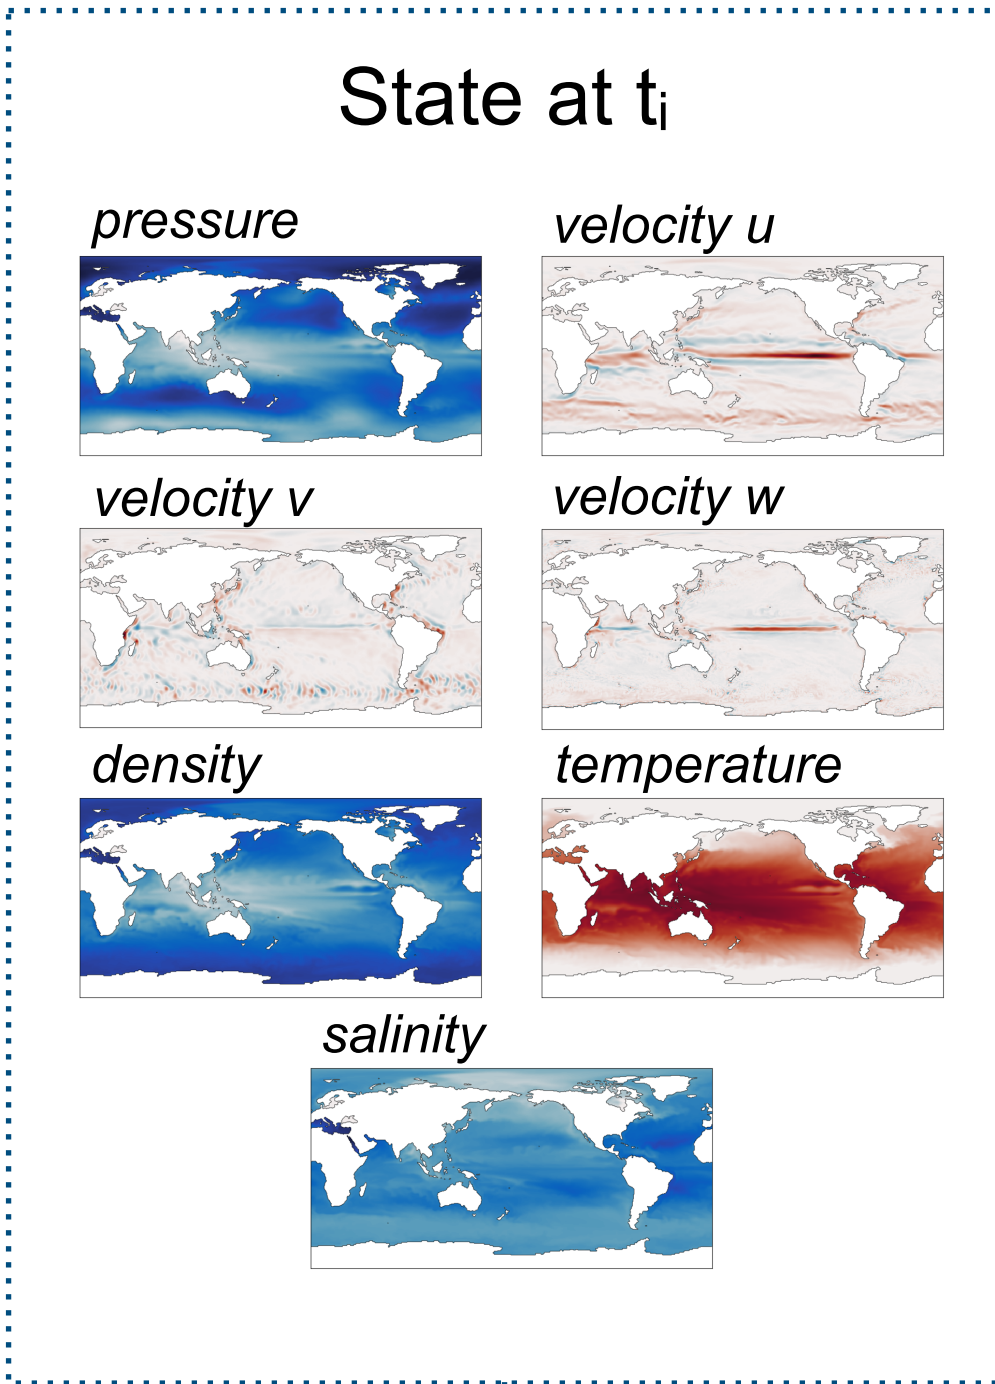 State at tᵢ
pressure
velocity u
velocity v
velocity w
density
temperature
salinity